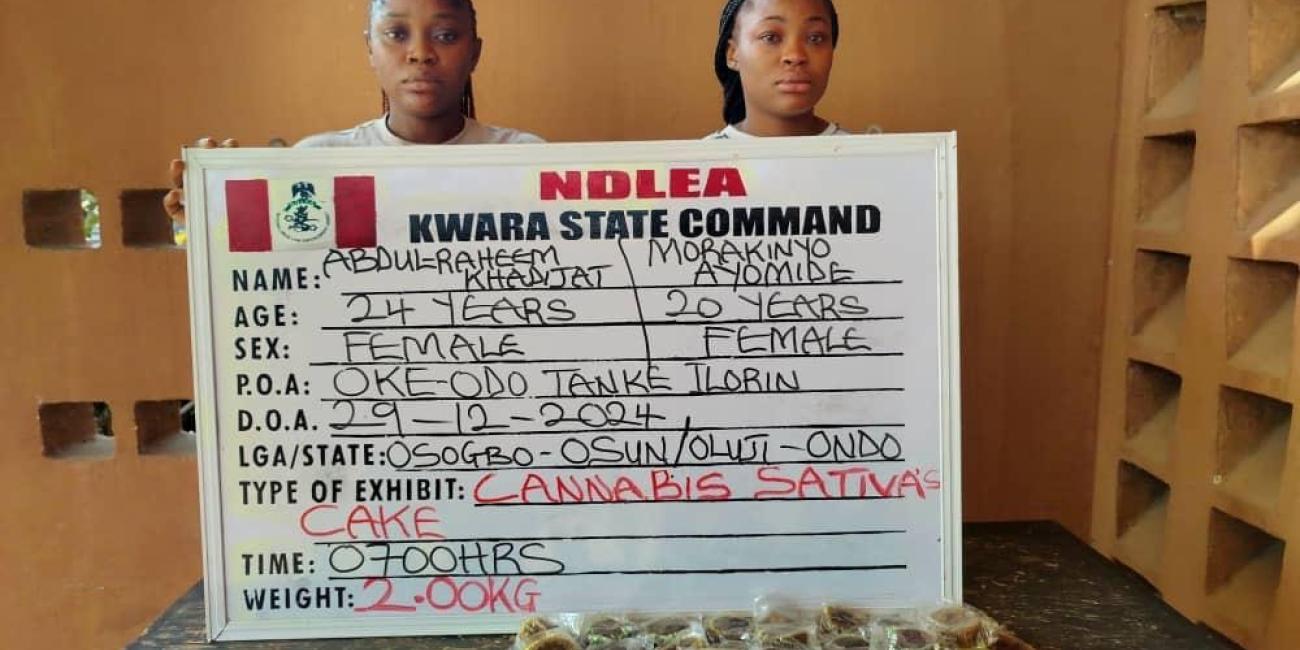 NDLEA
KWARA STATE COMMAND
NAME: ABDUL-RAHEEM KHADIJAT / MORAKINYO AYOMIDE
AGE: 24 YEARS 20 YEARS
SEX: FEMALE FEMALE
P.O.A: OKE-ODO TANKE ILORIN
D.O.A. 29-12-2024
LGA/STATE: OSOGBO-OSUN/OLUJI-ONDO
TYPE OF EXHIBIT: CANNABIS SATIVA'S
CAKE
TIME: 0700HRS
WEIGHT: 2.00KG